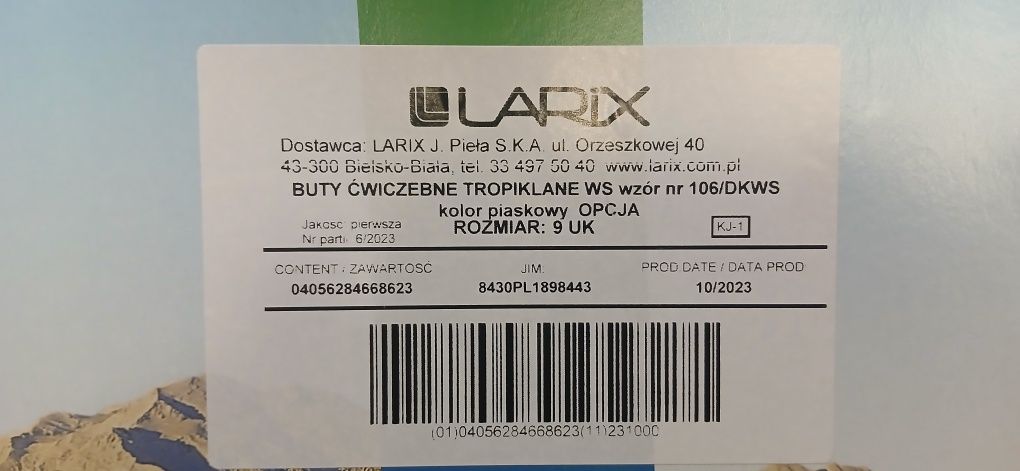 LARIX
Dostawca: LARIX J. Pieła S.K.A. ul. Orzeszkowej 40
43-300 Bielsko-Biała, tel. 33 497 50 40 www.larix.com.pl
BUTY ĆWICZEBNE TROPIKLANE WS wzór nr 106/DKWS
kolor piaskowy OPCJA
Jakość: pierwsza
ROZMIAR: 9 UK
KJ-1
Nr partii 6/2023
CONTENT / ZAWARTOŚĆ JIM: PROD.DATE / DATA PROD
04056284668623 8430PL1898443 10/2023
(01)04056284668623(11)231000